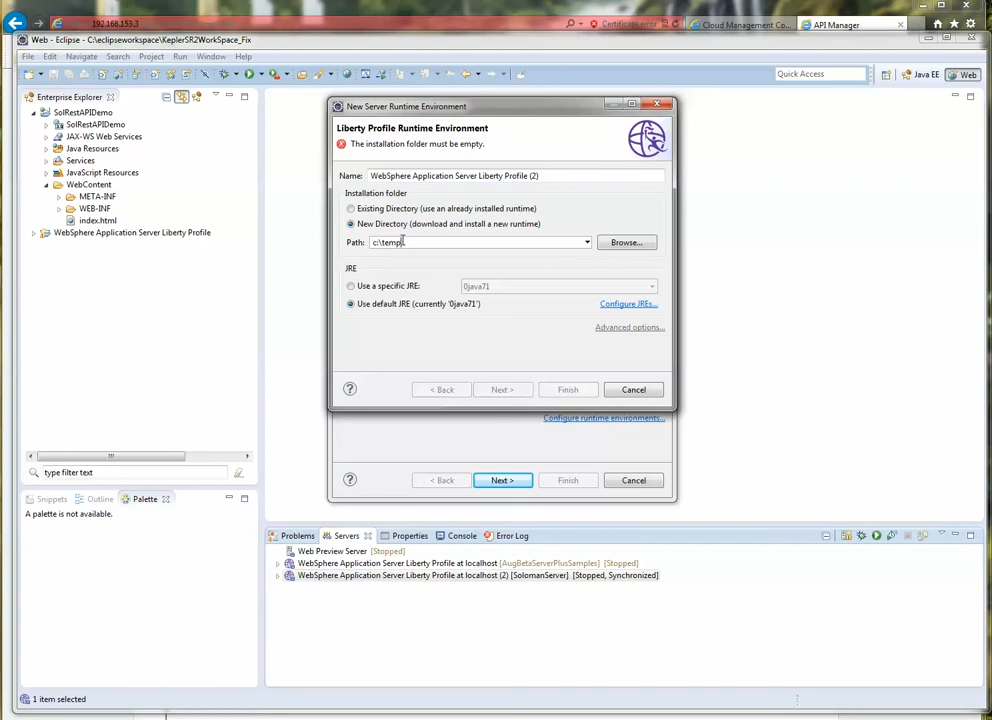 192.168.153.3
Certificate error
Cloud Management Co...
API Manager
Web - Eclipse - C:\eclipseworkspace\KeplerSR2WorkSpace_Fix
File Edit Navigate Search Project Run Window Help
Quick Access
Java EE
Web
Enterprise Explorer
SolRestAPIDemo
SolRestAPIDemo
JAX-WS Web Services
Java Resources
Services
JavaScript Resources
WebContent
META-INF
WEB-INF
index.html
WebSphere Application Server Liberty Profile
type filter text
Snippets Outline Palette
A palette is not available.
New Server Runtime Environment
Liberty Profile Runtime Environment
The installation folder must be empty.
Name: WebSphere Application Server Liberty Profile (2)
Installation folder
Existing Directory (use an already installed runtime)
New Directory (download and install a new runtime)
Path: c:\temp\
Browse...
JRE
Use a specific JRE: 0java71
Use default JRE (currently '0java71')
Configure JREs...
Advanced options...
< Back Next > Finish Cancel
Configure runtime environments...
< Back Next > Finish Cancel
Problems Servers Properties Console Error Log
Web Preview Server [Stopped]
WebSphere Application Server Liberty Profile at localhost [AugBetaServerPlusSamples] [Stopped]
WebSphere Application Server Liberty Profile at localhost (2) [SolomanServer] [Stopped, Synchronized]
1 item selected